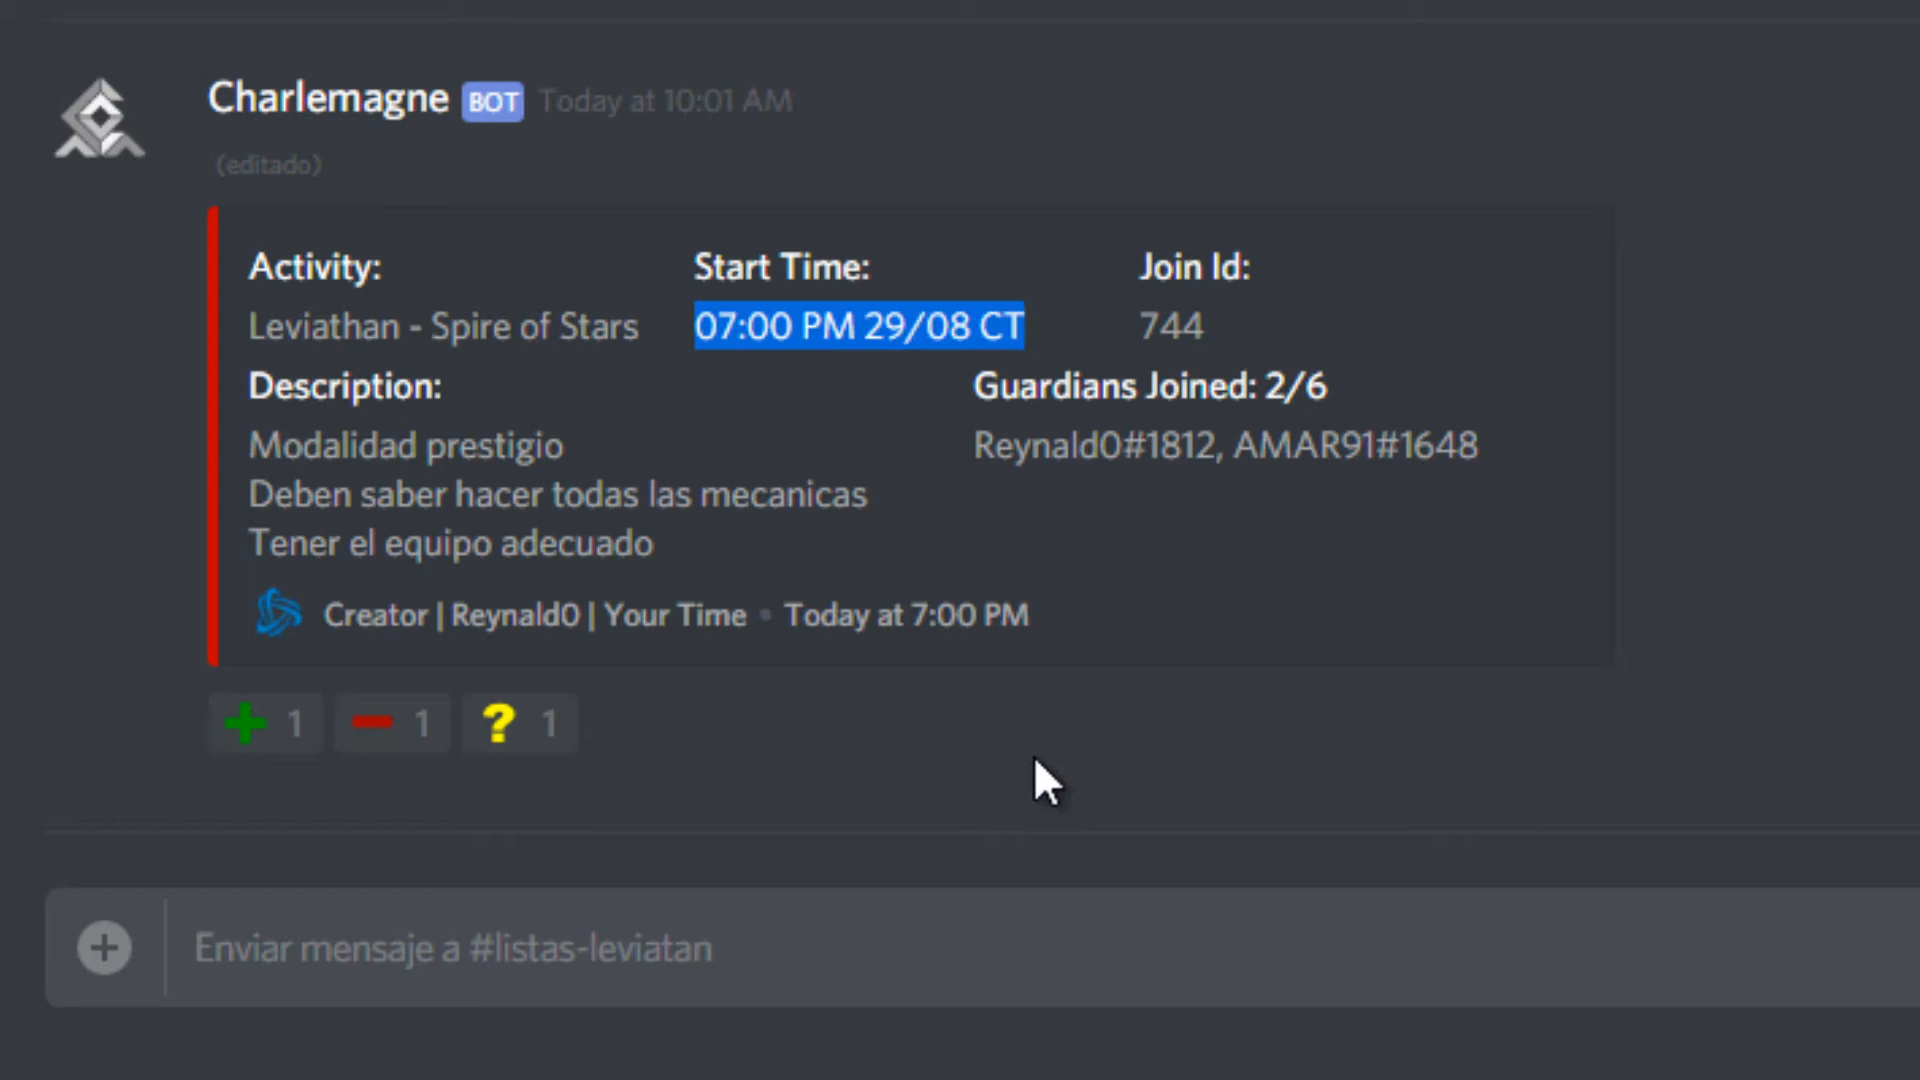 Charlemagne BOT Today at 10:01 AM
(editado)
Activity: Start Time: Join Id:
Leviathan - Spire of Stars 07:00 PM 29/08 CT 744
Description: Guardians Joined: 2/6
Modalidad prestigio Reynald0#1812, AMAR91#1648
Deben saber hacer todas las mecanicas
Tener el equipo adecuado
Creator | Reynald0 | Your Time • Today at 7:00 PM
1 1 ? 1
Enviar mensaje a #listas-leviatan